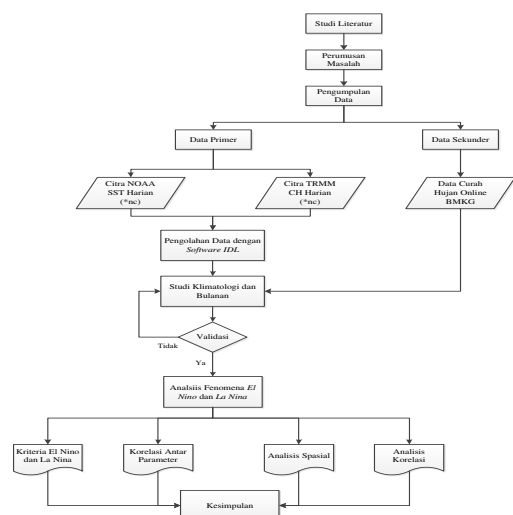 Studi Literatur
Perumusan
Masalah
Pengumpulan
Data
Data Primer
Data Sekunder
Citra NOAA
SST Harian
(*nc)
Citra TRMM
CH Harian
(*nc)
Data Curah
Hujan Online
BMKG
Pengolahan Data dengan
Software IDL
Studi Klimatologi dan
Bulanan
Validasi
Tidak
Ya
Analsiis Fenomena El
Nino dan La Nina
Kriteria El Nino
dan La Nina
Korelasi Antar
Parameter
Analisis Spasial
Analisis
Korelasi
Kesimpulan